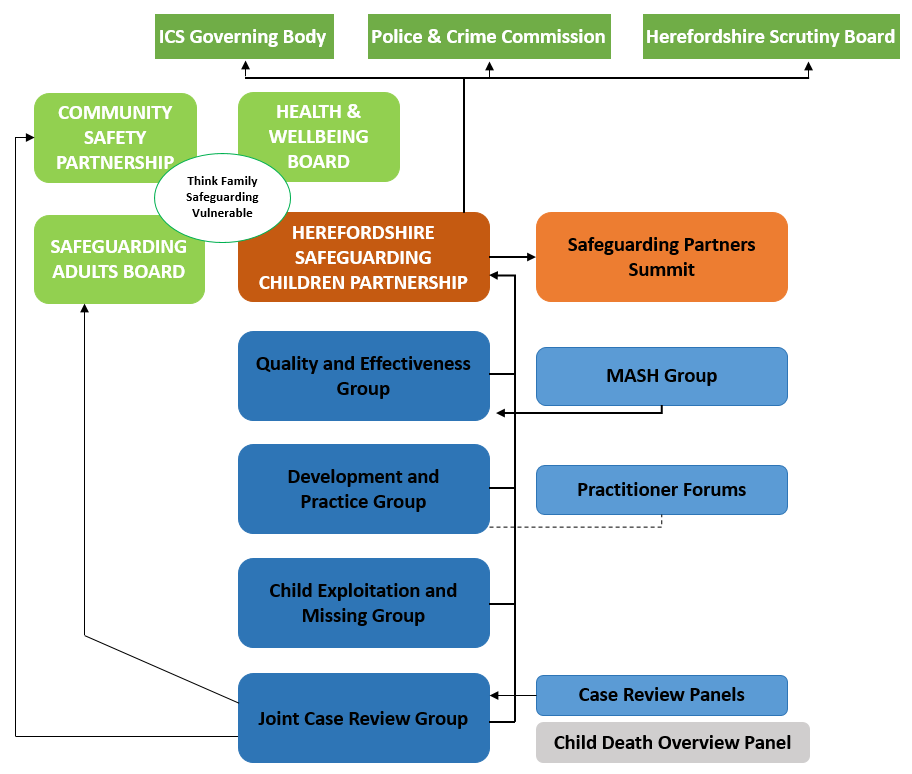 ICS Governing Body
Police & Crime Commission
Herefordshire Scrutiny Board
COMMUNITY
SAFETY
PARTNERSHIP
HEALTH &
WELLBEING
BOARD
Think Family
Safeguarding
Vulnerable
SAFEGUARDING
ADULTS BOARD
HEREFORDSHIRE
SAFEGUARDING
CHILDREN PARTNERSHIP
Safeguarding Partners
Summit
Quality and Effectiveness
Group
MASH Group
Development and
Practice Group
Practitioner Forums
Child Exploitation and
Missing Group
Joint Case Review Group
Case Review Panels
Child Death Overview Panel